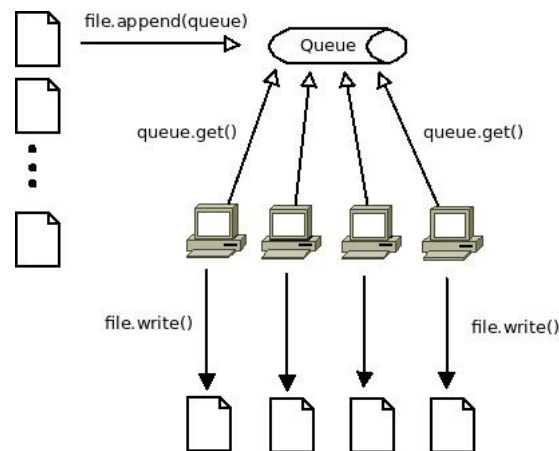 file.append(queue)
Queue
queue.get()
queue.get()
file.write()
file.write()